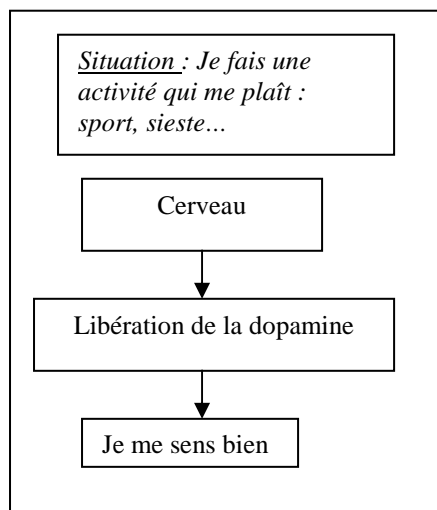 Situation : Je fais une
activité qui me plaît :
sport, sieste…
Cerveau
Libération de la dopamine
Je me sens bien